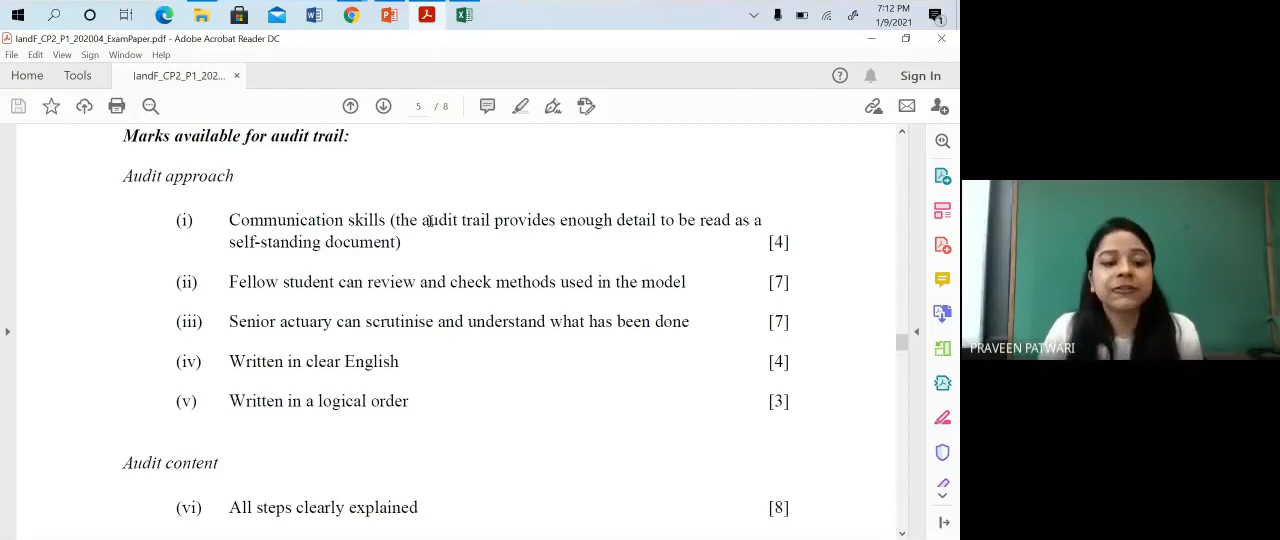 7:12 PM
1/9/2021
1
IandF_CP2_P1_202004_ExamPaper.pdf - Adobe Acrobat Reader DC
File Edit View Sign Window Help
Home Tools IandF_CP2_P1_202... × Sign In
5 / 8
Marks available for audit trail:
Audit approach
(i) Communication skills (the audit trail provides enough detail to be read as a
self-standing document) [4]
(ii) Fellow student can review and check methods used in the model [7]
(iii) Senior actuary can scrutinise and understand what has been done [7]
(iv) Written in clear English [4]
(v) Written in a logical order [3]
Audit content
(vi) All steps clearly explained [8]
PRAVEEN PATWARI